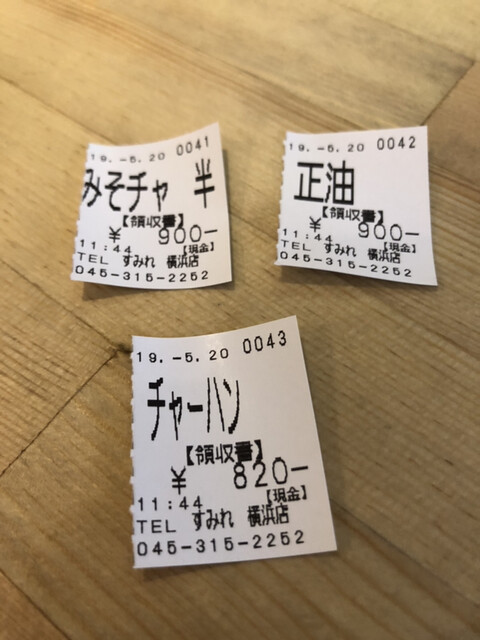 19.-5.20 0041
みそチャ 半
【領収書】
¥ 900-
11:44 【現金】
TEL すみれ 横浜店
045-315-2252
19.-5.20 0042
正油
【領収書】
¥ 900-
11:44 【現金】
TEL すみれ 横浜店
045-315-2252
19.-5.20 0043
チャーハン
【領収書】
¥ 820-
11:44 【現金】
TEL すみれ 横浜店
045-315-2252